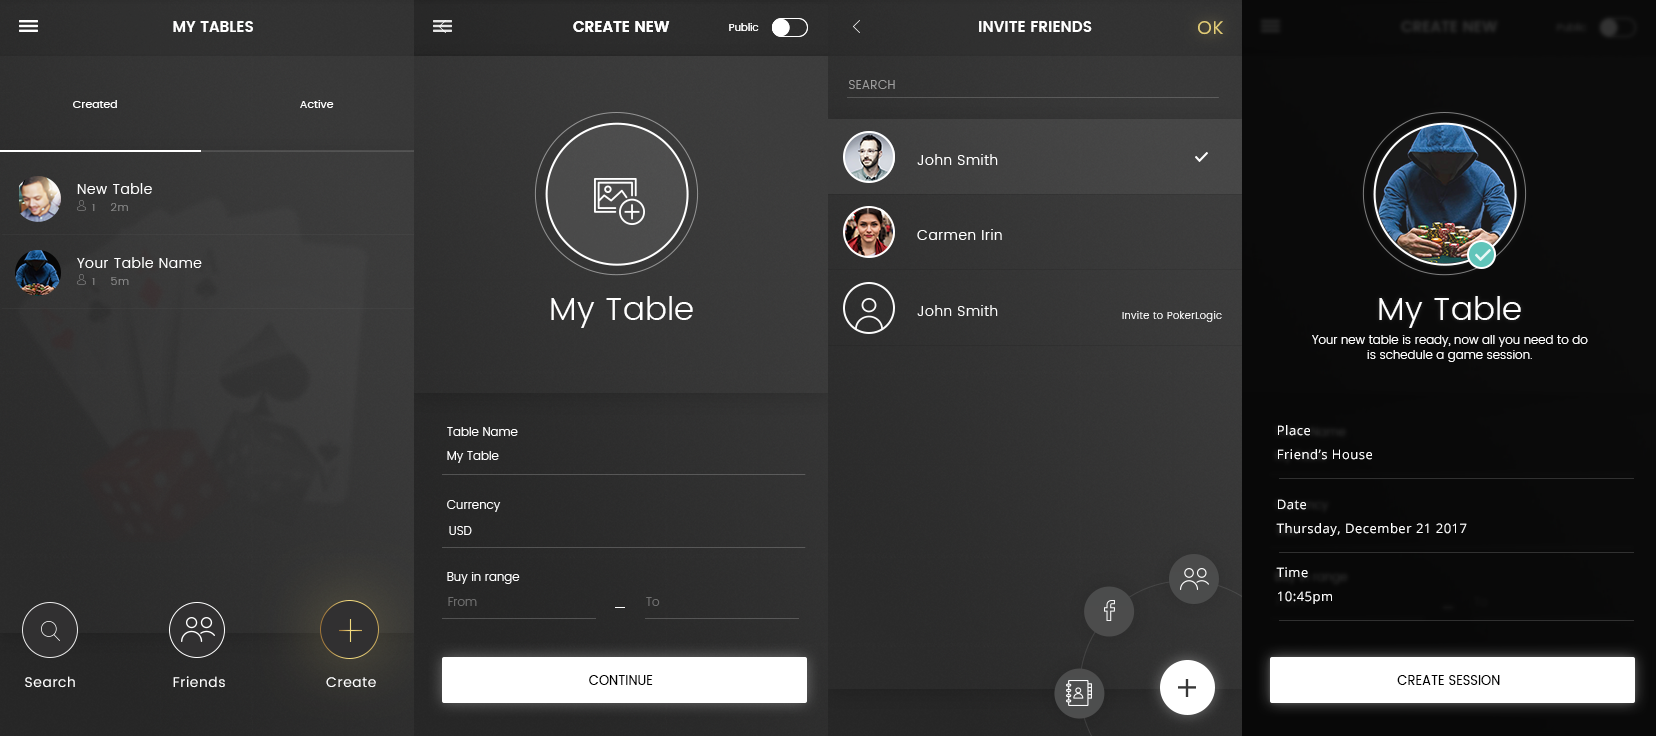 MY TABLES
Created
Active
New Table
1 2m
Your Table Name
1 5m
Search
Friends
Create
CREATE NEW
Public
My Table
Table Name
My Table
Currency
USD
Buy in range
From
–
To
CONTINUE
INVITE FRIENDS
OK
SEARCH
John Smith
Carmen Irin
John Smith
Invite to PokerLogic
CREATE NEW
Public
My Table
Your new table is ready, now all you need to do
is schedule a game session.
Place
Friend's House
Date
Thursday, December 21 2017
Time
10:45pm
CREATE SESSION